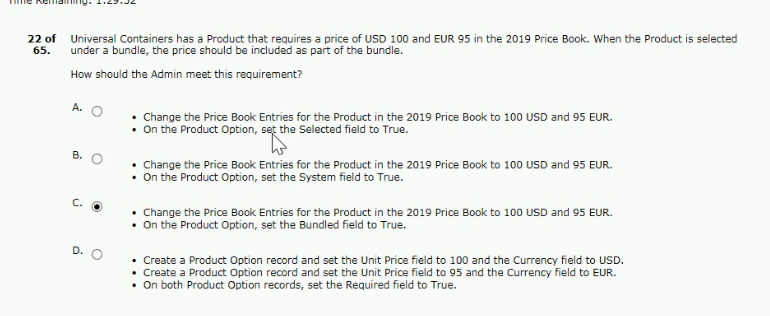 Time Remaining: 1:29:52
22 of Universal Containers has a Product that requires a price of USD 100 and EUR 95 in the 2019 Price Book. When the Product is selected
65. under a bundle, the price should be included as part of the bundle.
How should the Admin meet this requirement?
A.
• Change the Price Book Entries for the Product in the 2019 Price Book to 100 USD and 95 EUR.
• On the Product Option, set the Selected field to True.
B.
• Change the Price Book Entries for the Product in the 2019 Price Book to 100 USD and 95 EUR.
• On the Product Option, set the System field to True.
C.
• Change the Price Book Entries for the Product in the 2019 Price Book to 100 USD and 95 EUR.
• On the Product Option, set the Bundled field to True.
D.
• Create a Product Option record and set the Unit Price field to 100 and the Currency field to USD.
• Create a Product Option record and set the Unit Price field to 95 and the Currency field to EUR.
• On both Product Option records, set the Required field to True.